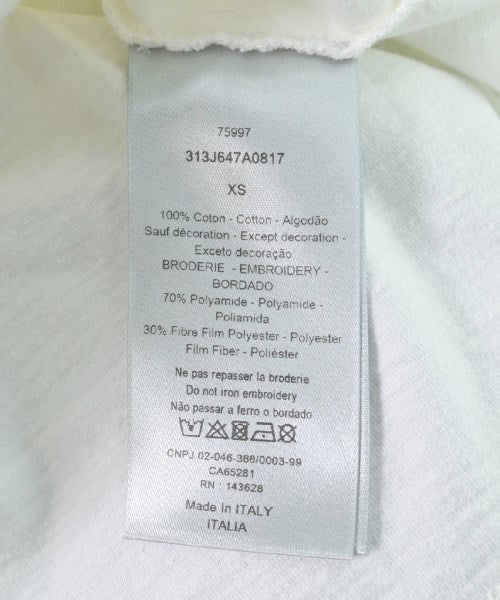 75997
313J647A0817
XS
100% Coton - Cotton - Algodão
Sauf décoration - Except decoration -
Exceto decoração
BRODERIE - EMBROIDERY -
BORDADO
70% Polyamide - Polyamide -
Poliamida
30% Fibre Film Polyester - Polyester
Film Fiber - Poliéster
Ne pas repasser la broderie
Do not iron embroidery
Não passar a ferro o bordado
CNPJ 02-046-366/0003-99
CA65281
RN : 143628
Made in ITALY
ITALIA